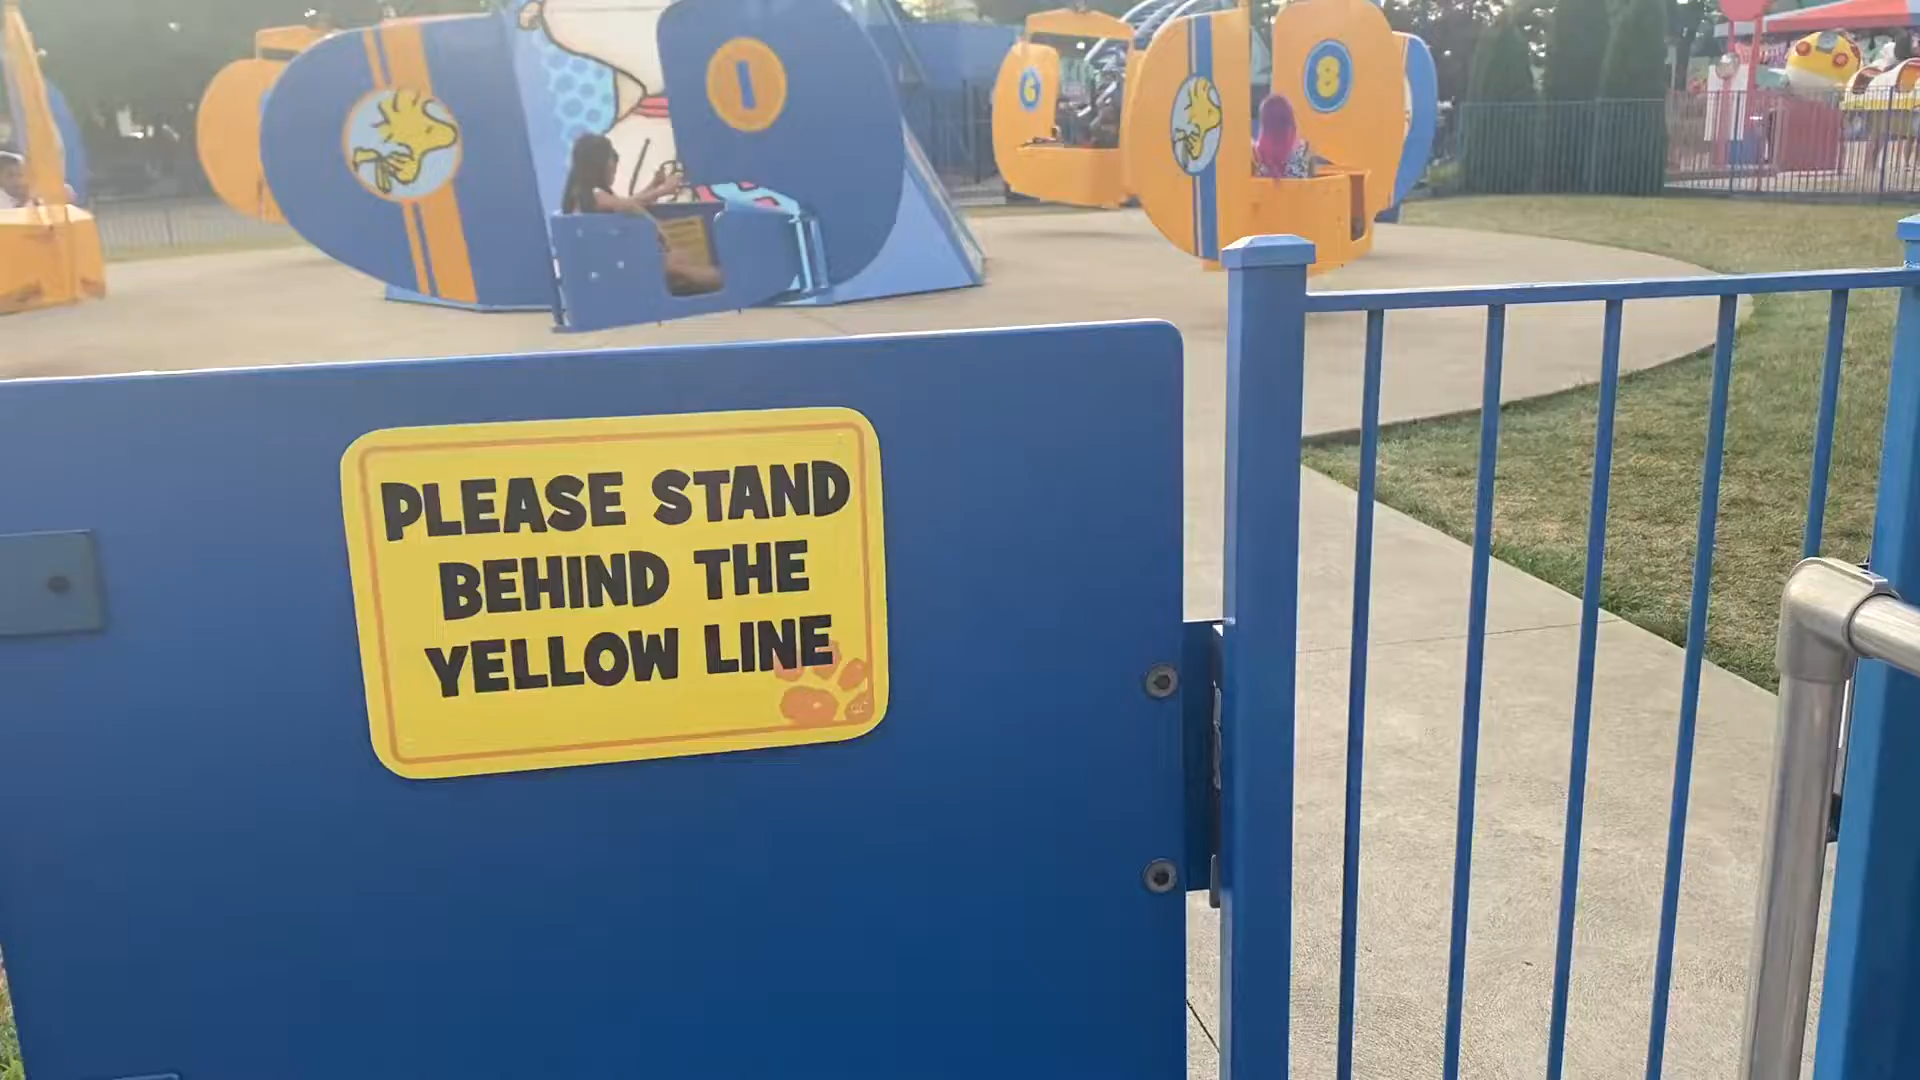 1
6
8
PLEASE STAND
BEHIND THE
YELLOW LINE